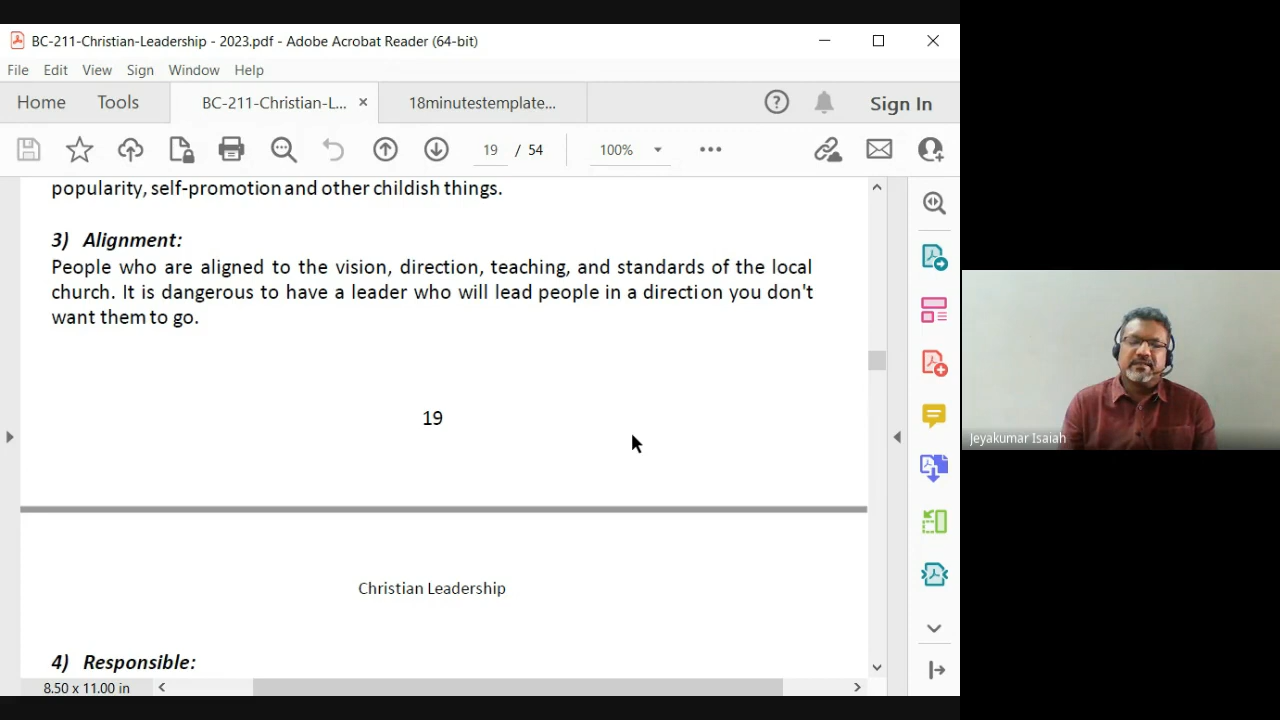 BC-211-Christian-Leadership - 2023.pdf - Adobe Acrobat Reader (64-bit)
File Edit View Sign Window Help
Home Tools BC-211-Christian-L... × 18minutestemplate... Sign In
19 / 54 100%
popularity, self-promotion and other childish things.
3) Alignment:
People who are aligned to the vision, direction, teaching, and standards of the local
church. It is dangerous to have a leader who will lead people in a direction you don't
want them to go.
19
Christian Leadership
4) Responsible:
8.50 x 11.00 in
Jeyakumar Isaiah